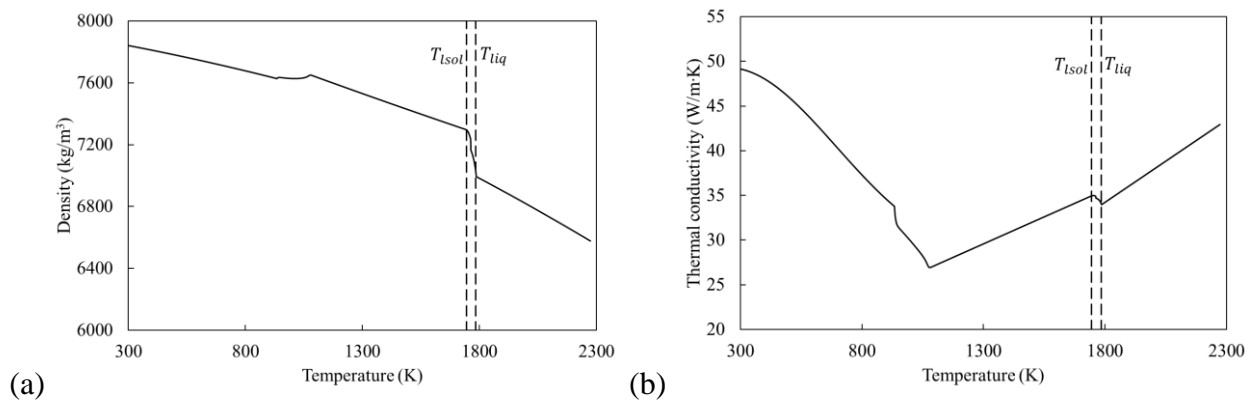 8000
7600
7200
6800
6400
6000
Density (kg/m³)
T_lsol T_liq
300 800 1300 1800 2300
Temperature (K)
(a)
55
50
45
40
35
30
25
20
Thermal conductivity (W/m·K)
T_lsol T_liq
300 800 1300 1800 2300
Temperature (K)
(b)